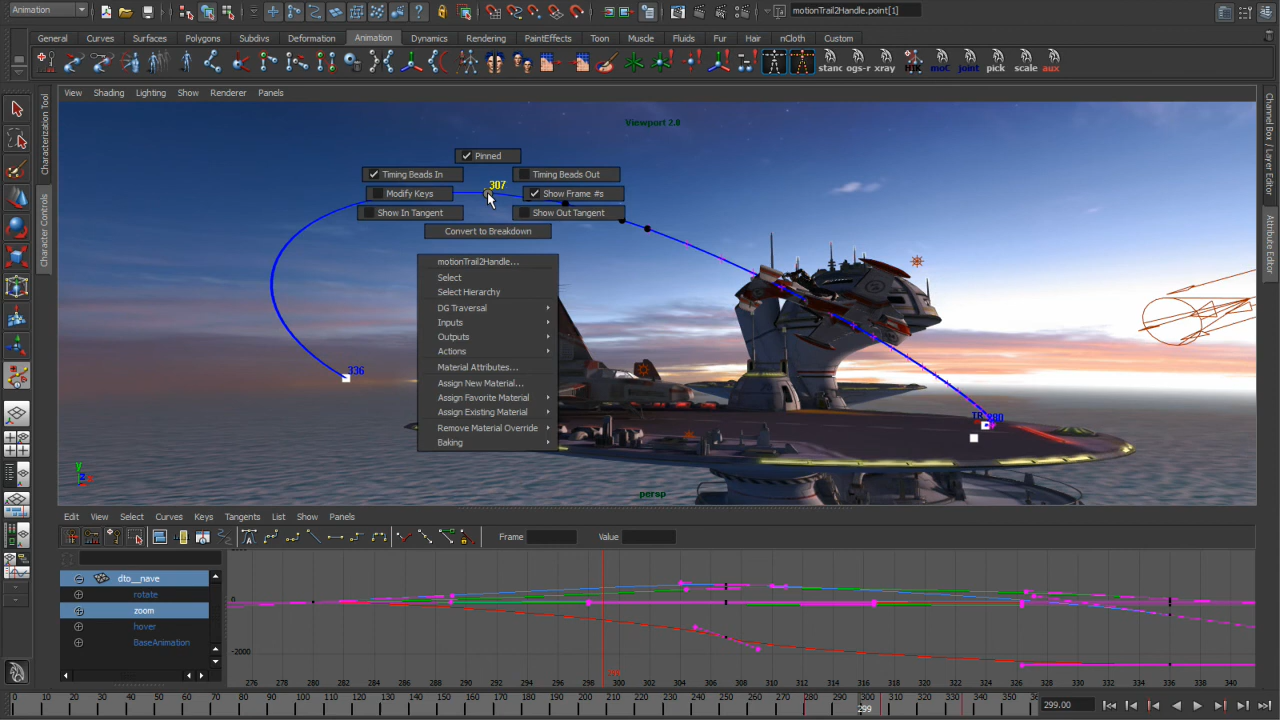 Animation
motionTrail2Handle.point[1]
General Curves Surfaces Polygons Subdivs Deformation Animation Dynamics Rendering PaintEffects Toon Muscle Fluids Fur Hair nCloth Custom
stanc ogs-r xray HIK moC joint pick scale aux
View Shading Lighting Show Renderer Panels
Characterization Tool
Character Controls
Channel Box / Layer Editor
Attribute Editor
Viewport 2.0
Pinned
Timing Beads In Timing Beads Out
307
Modify Keys Show Frame #s
Show In Tangent Show Out Tangent
Convert to Breakdown
motionTrail2Handle...
Select
Select Hierarchy
DG Traversal
Inputs
Outputs
Actions
Material Attributes...
Assign New Material...
Assign Favorite Material
Assign Existing Material
Remove Material Override
Baking
336
280
persp
Edit View Select Curves Keys Tangents List Show Panels
Frame Value
dto__nave
rotate
zoom
hover
BaseAnimation
0
-2000
276 278 280 282 284 286 288 290 292 294 296 298 300 302 304 306 308 310 312 314 316 318 320 322 324 326 328 330 332 334 336 338 340
0 10 20 30 40 50 60 70 80 90 100 110 120 130 140 150 160 170 180 190 200 210 220 230 240 250 260 270 280 290 300 310 320 330 340 350
299
299.00